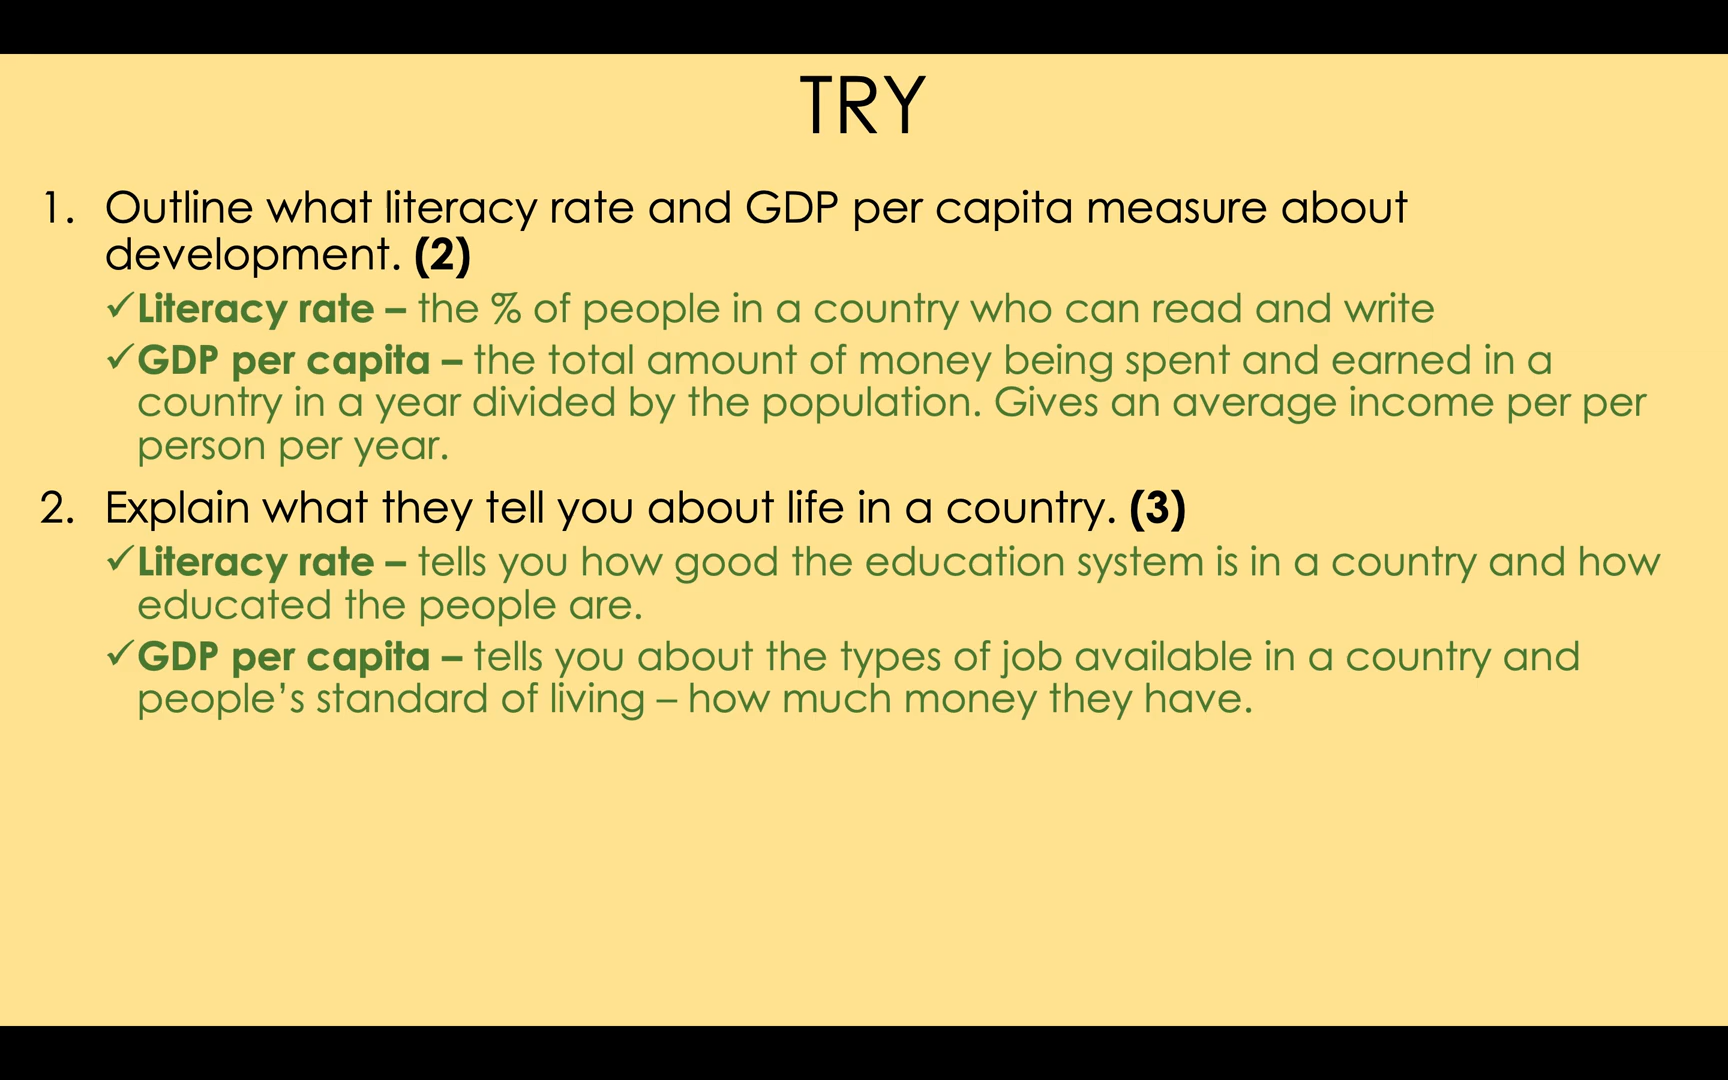 TRY
1. Outline what literacy rate and GDP per capita measure about
development. (2)
✓Literacy rate – the % of people in a country who can read and write
✓GDP per capita – the total amount of money being spent and earned in a
country in a year divided by the population. Gives an average income per per
person per year.
2. Explain what they tell you about life in a country. (3)
✓Literacy rate – tells you how good the education system is in a country and how
educated the people are.
✓GDP per capita – tells you about the types of job available in a country and
people’s standard of living – how much money they have.